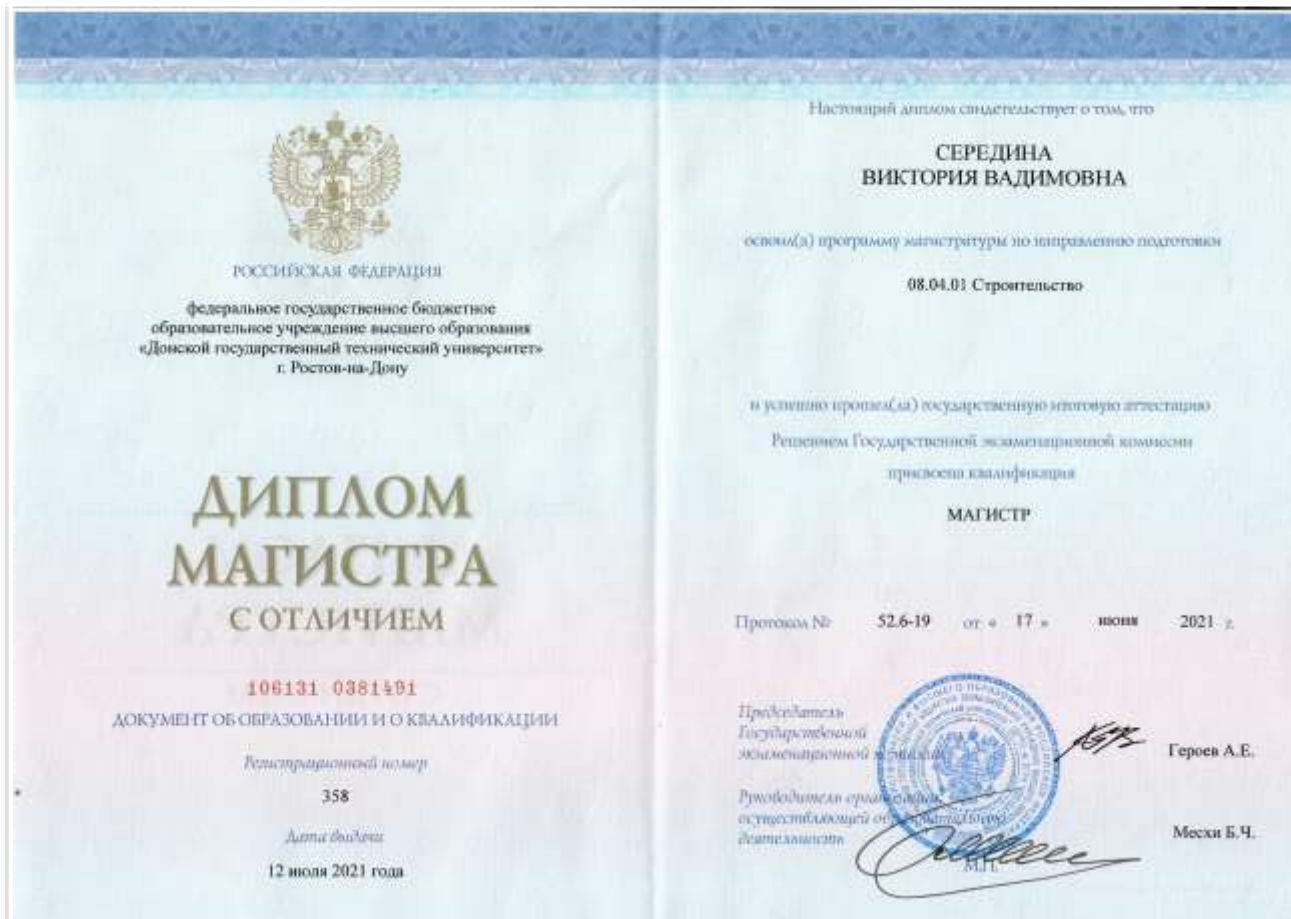 РОССИЙСКАЯ ФЕДЕРАЦИЯ
федеральное государственное бюджетное
образовательное учреждение высшего образования
«Донской государственный технический университет»
г. Ростов-на-Дону
ДИПЛОМ
МАГИСТРА
С ОТЛИЧИЕМ
106131 0381491
ДОКУМЕНТ ОБ ОБРАЗОВАНИИ И О КВАЛИФИКАЦИИ
Регистрационный номер
358
Дата выдачи
12 июля 2021 года
Настоящий диплом свидетельствует о том, что
СЕРЕДИНА
ВИКТОРИЯ ВАДИМОВНА
освоил(а) программу магистратуры по направлению подготовки
08.04.01 Строительство
и успешно прошел(ла) государственную итоговую аттестацию
Решением Государственной экзаменационной комиссии
присвоена квалификация
МАГИСТР
Протокол № 52.6-19 от « 17 » июня 2021 г.
Председатель
Государственной
экзаменационной комиссии
Героев А.Е.
Руководитель организации,
осуществляющей образовательную
деятельность
Месхи Б.Ч.
М.П.